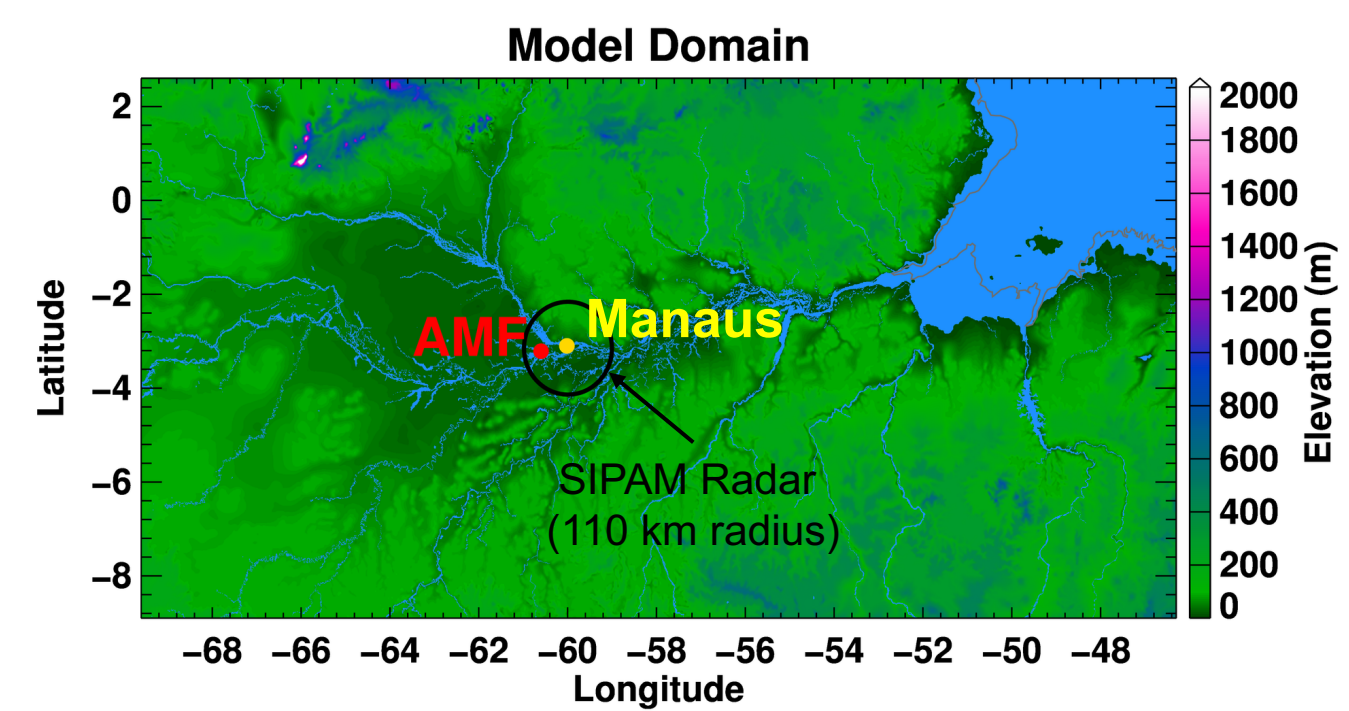 Model Domain
2
0
−2
−4
−6
−8
Latitude
AMF
Manaus
SIPAM Radar
(110 km radius)
−68 −66 −64 −62 −60 −58 −56 −54 −52 −50 −48
Longitude
2000
1800
1600
1400
1200
1000
800
600
400
200
0
Elevation (m)